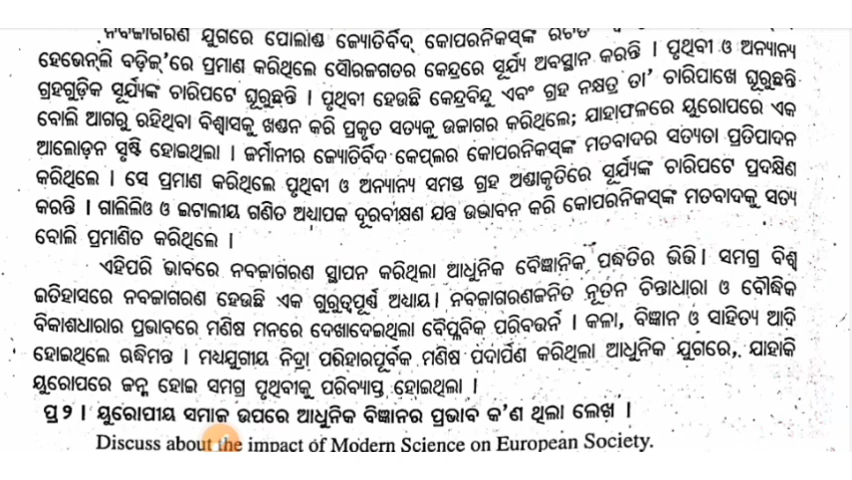 ନବଜାଗରଣ ଯୁଗରେ ପୋଲାଣ୍ଡ ଜ୍ୟୋତିର୍ବିଦ୍ କୋପରନିକସ୍‌ଙ୍କ ରଚିତ
ହେଭେନ୍‌ଲି ବଡ଼ିଜ୍'ରେ ପ୍ରମାଣ କରିଥିଲେ ସୌରଜଗତର କେନ୍ଦ୍ରରେ ସୂର୍ଯ୍ୟ ଅବସ୍ଥାନ କରନ୍ତି । ପୃଥିବୀ ଓ ଅନ୍ୟାନ୍ୟ
ଗ୍ରହଗୁଡ଼ିକ ସୂର୍ଯ୍ୟଙ୍କ ଚାରିପଟେ ଘୂରୁଛନ୍ତି । ପୃଥିବୀ ହେଉଛି କେନ୍ଦ୍ରବିନ୍ଦୁ ଏବଂ ଗ୍ରହ ନକ୍ଷତ୍ର ତା' ଚାରିପାଖେ ଘୂରୁଛନ୍ତି
ବୋଲି ଆଗରୁ ରହିଥିବା ବିଶ୍ୱାସକୁ ଖଣ୍ଡନ କରି ପ୍ରକୃତ ସତ୍ୟକୁ ଉଜାଗର କରିଥିଲେ; ଯାହାଫଳରେ ୟୁରୋପରେ ଏକ
ଆଲୋଡ଼ନ ସୃଷ୍ଟି ହୋଇଥିଲା । ଜର୍ମାନୀର ଜ୍ୟୋତିର୍ବିଦ କେପ୍‌ଲର କୋପରନିକସ୍‌ଙ୍କ ମତବାଦର ସତ୍ୟତା ପ୍ରତିପାଦନ
କରିଥିଲେ । ସେ ପ୍ରମାଣ କରିଥିଲେ ପୃଥିବୀ ଓ ଅନ୍ୟାନ୍ୟ ସମସ୍ତ ଗ୍ରହ ଅଣ୍ଡାକୃତିରେ ସୂର୍ଯ୍ୟଙ୍କ ଚାରିପଟେ ପ୍ରଦକ୍ଷିଣ
କରନ୍ତି । ଗାଲିଲିଓ ଓ ଇଟାଲୀୟ ଗଣିତ ଅଧ୍ୟାପକ ଦୂରବୀକ୍ଷଣ ଯନ୍ତ୍ର ଉଦ୍ଭାବନ କରି କୋପରନିକସ୍‌ଙ୍କ ମତବାଦକୁ ସତ୍ୟ
ବୋଲି ପ୍ରମାଣିତ କରିଥିଲେ ।
ଏହିପରି ଭାବରେ ନବଜାଗରଣ ସ୍ଥାପନ କରିଥିଲା ଆଧୁନିକ ବୈଜ୍ଞାନିକ ପଦ୍ଧତିର ଭିତ୍ତି । ସମଗ୍ର ବିଶ୍ୱ
ଇତିହାସରେ ନବଜାଗରଣ ହେଉଛି ଏକ ଗୁରୁତ୍ୱପୂର୍ଣ୍ଣ ଅଧ୍ୟାୟ । ନବଜାଗରଣଜନିତ ନୂତନ ଚିନ୍ତାଧାରା ଓ ବୌଦ୍ଧିକ
ବିକାଶଧାରାର ପ୍ରଭାବରେ ମଣିଷ ମନରେ ଦେଖାଦେଇଥିଲା ବୈପ୍ଳବିକ ପରିବର୍ତ୍ତନ । କଳା, ବିଜ୍ଞାନ ଓ ସାହିତ୍ୟ ଆଦି
ହୋଇଥିଲେ ଋଦ୍ଧିମନ୍ତ । ମଧ୍ୟଯୁଗୀୟ ନିଦ୍ରା ପରିହାରପୂର୍ବକ ମଣିଷ ପଦାର୍ପଣ କରିଥିଲା ଆଧୁନିକ ଯୁଗରେ, ଯାହାକି
ୟୁରୋପରେ ଜନ୍ମ ହୋଇ ସମଗ୍ର ପୃଥିବୀକୁ ପରିବ୍ୟାପ୍ତ ହୋଇଥିଲା ।
ପ୍ର ୨ । ୟୁରୋପୀୟ ସମାଜ ଉପରେ ଆଧୁନିକ ବିଜ୍ଞାନର ପ୍ରଭାବ କ'ଣ ଥିଲା ଲେଖ ।
Discuss about the impact of Modern Science on European Society.